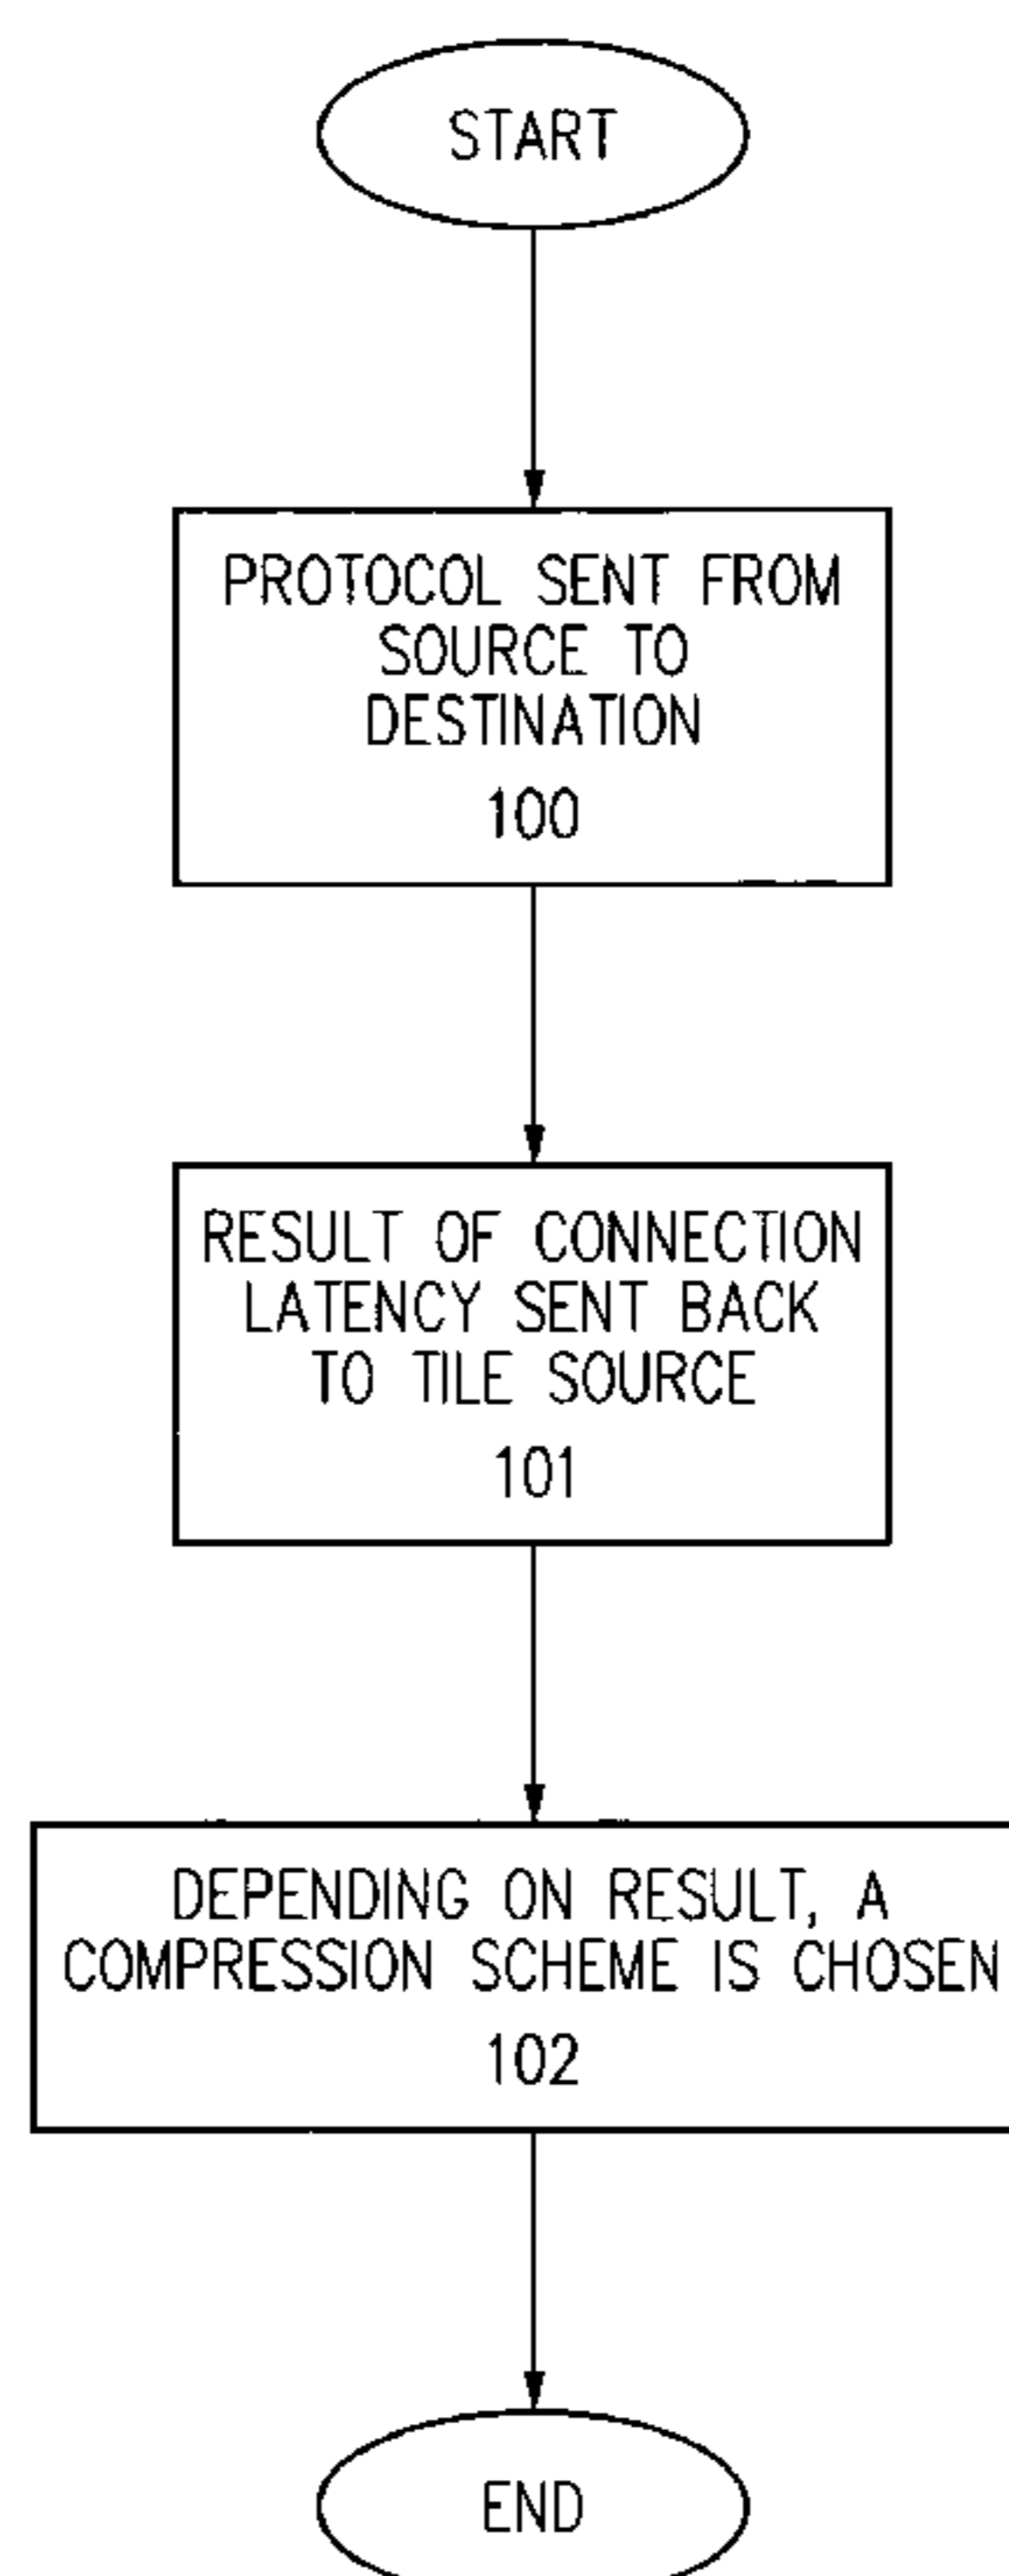 START
PROTOCOL SENT FROM
SOURCE TO
DESTINATION
100
RESULT OF CONNECTION
LATENCY SENT BACK
TO TILE SOURCE
101
DEPENDING ON RESULT, A
COMPRESSION SCHEME IS CHOSEN
102
END